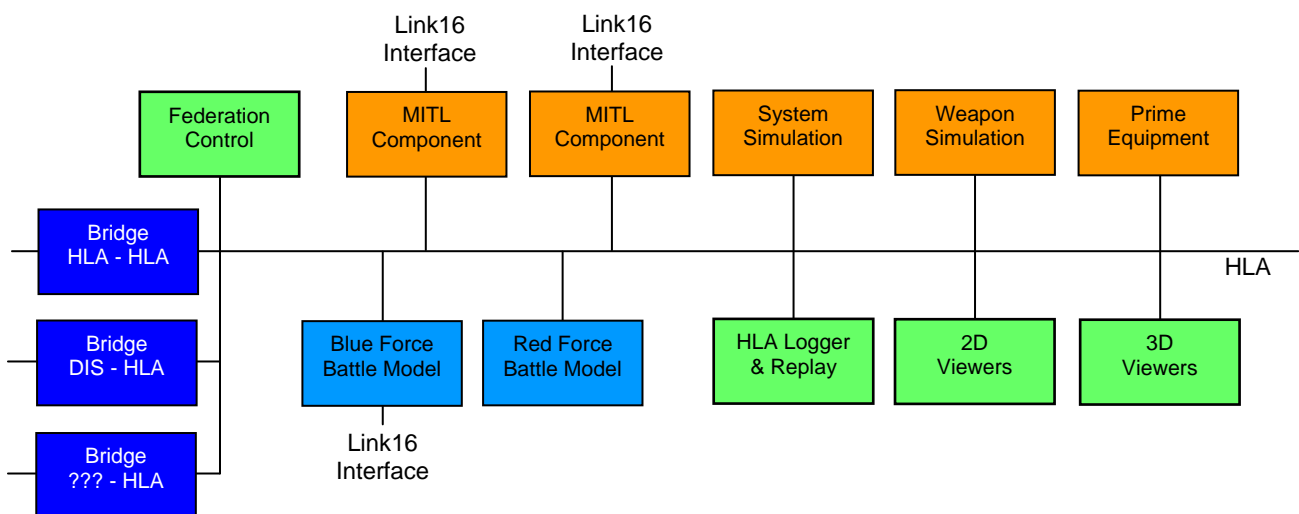 Link16
Interface
Link16
Interface
Federation
Control
MITL
Component
MITL
Component
System
Simulation
Weapon
Simulation
Prime
Equipment
Bridge
HLA - HLA
HLA
Bridge
DIS - HLA
Blue Force
Battle Model
Red Force
Battle Model
HLA Logger
& Replay
2D
Viewers
3D
Viewers
Link16
Interface
Bridge
??? - HLA